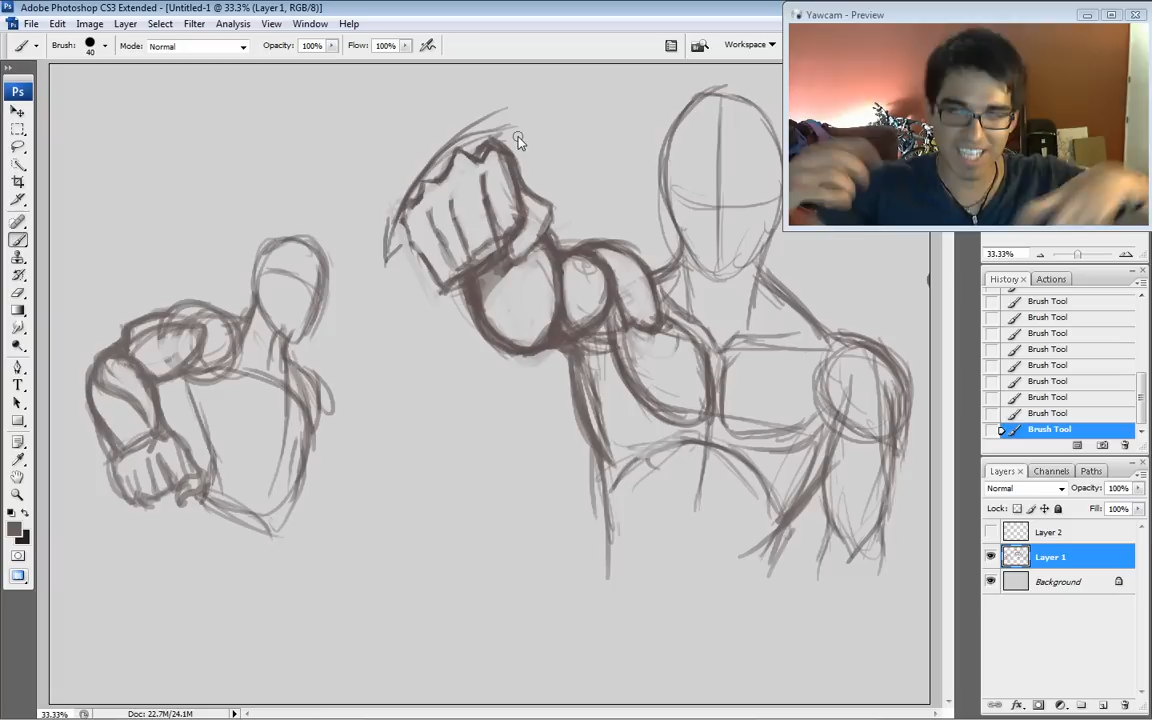 Adobe Photoshop CS3 Extended - [Untitled-1 @ 33.3% (Layer 1, RGB/8)]
File Edit Image Layer Select Filter Analysis View Window Help
Brush: 40 Mode: Normal Opacity: 100% Flow: 100% Workspace
Yawcam - Preview
Ps
T
33.33%
History Actions
Brush Tool
Brush Tool
Brush Tool
Brush Tool
Brush Tool
Brush Tool
Brush Tool
Brush Tool
Brush Tool
Layers Channels Paths
Normal Opacity: 100%
Lock: Fill: 100%
Layer 2
Layer 1
Background
fx
33.33% Doc: 22.7M/24.1M